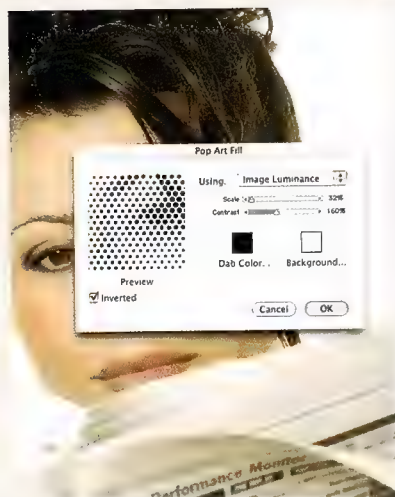 Pop Art Fill
Using: Image Luminance
Scale 32%
Contrast 160%
Dab Color... Background...
Preview
Inverted
Cancel OK
Performance Monitor